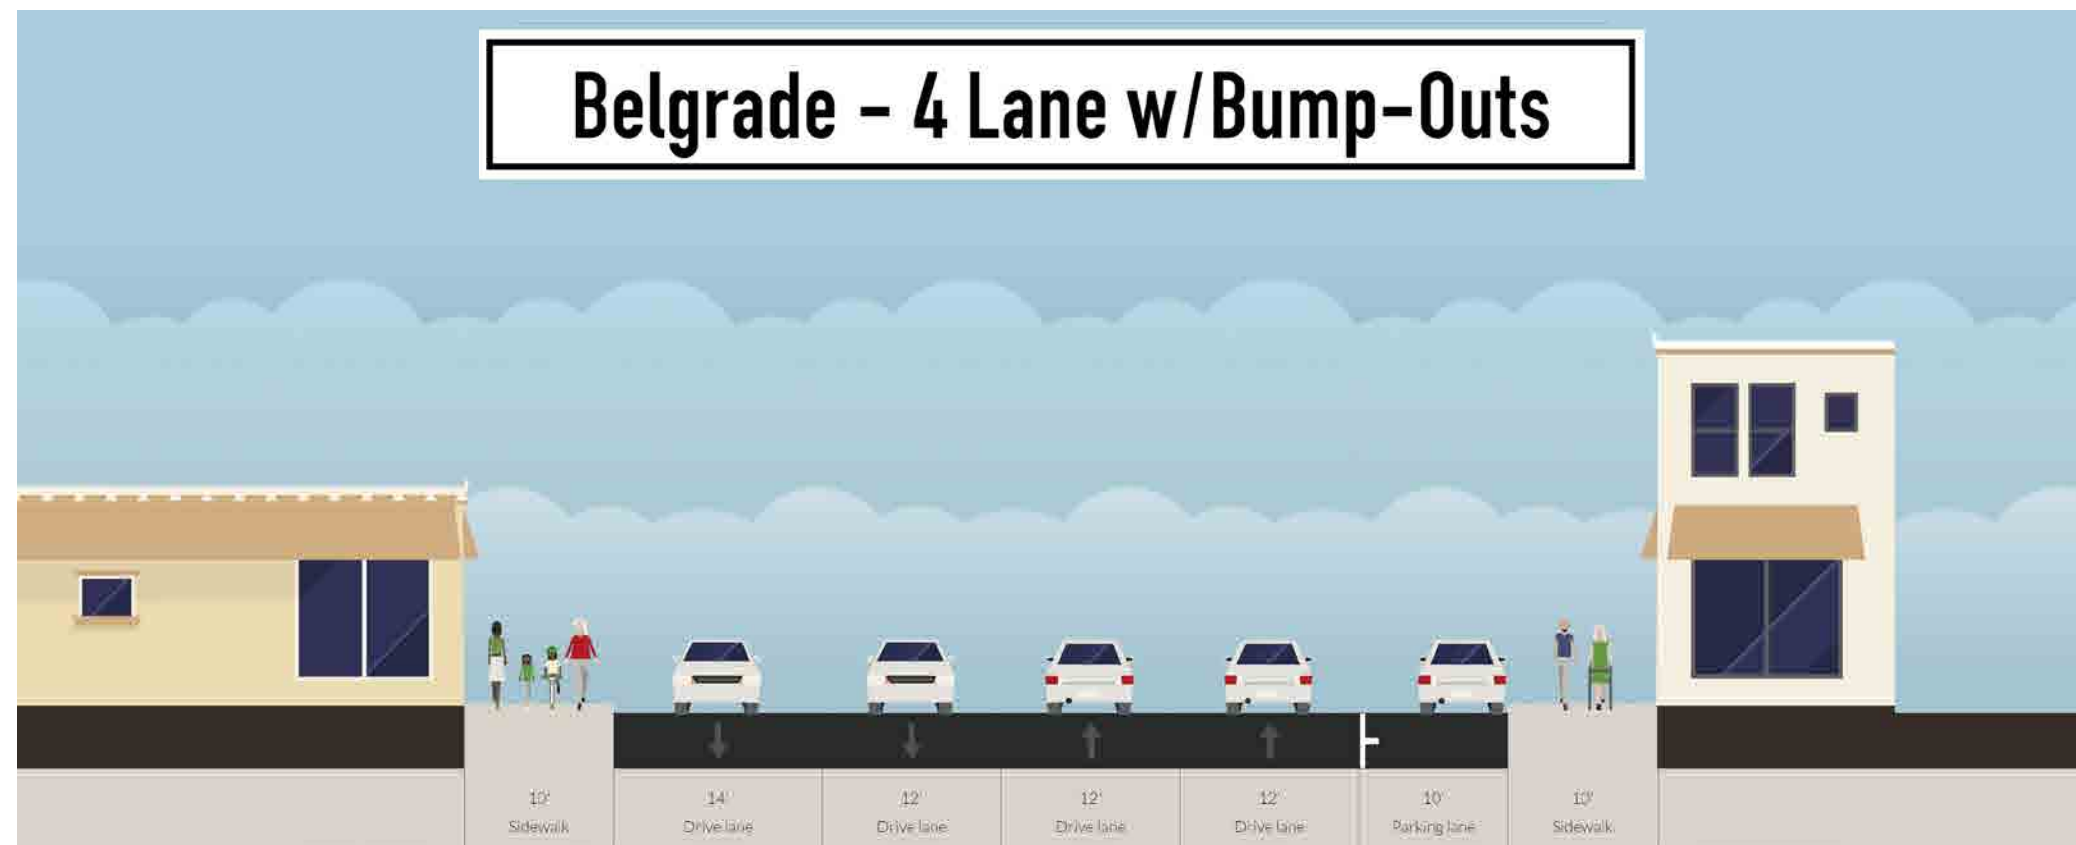 Belgrade - 4 Lane w/Bump-Outs
10' 14' 12' 12' 12' 10' 10'
Sidewalk Drive lane Drive lane Drive lane Drive lane Parking lane Sidewalk